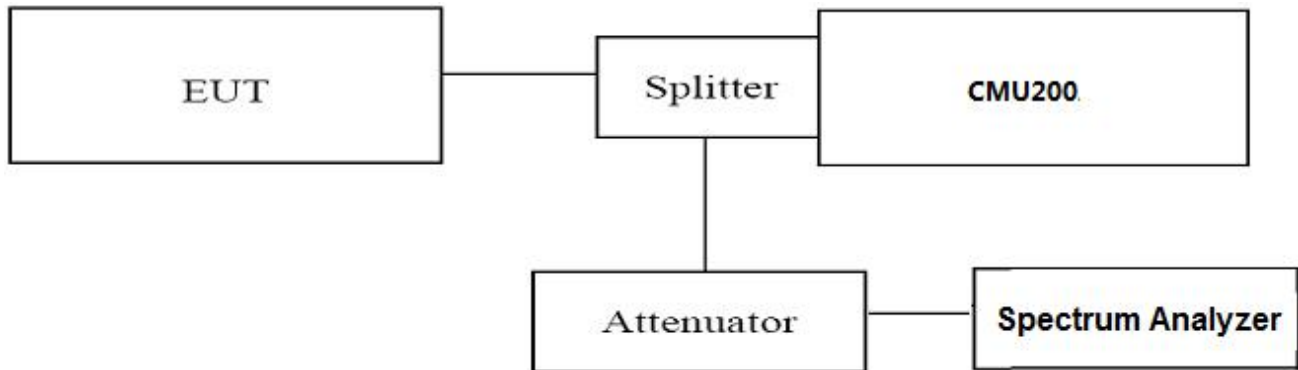 EUT
Splitter
CMU200.
Attenuator
Spectrum Analyzer